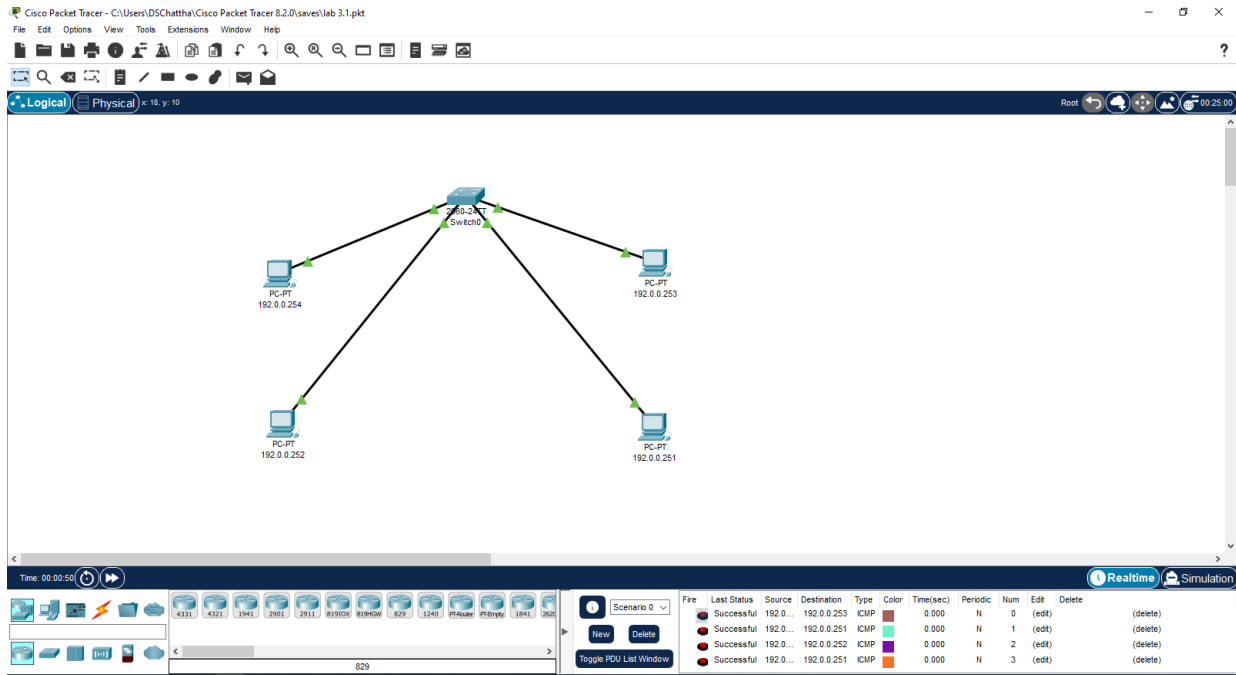 Cisco Packet Tracer - C:\Users\DSChattha\Cisco Packet Tracer 8.2.0\saves\lab 3.1.pkt
File Edit Options View Tools Extensions Window Help
?
Logical Physical x: 18, y: 10 Root 00:25:00
2960-24TT
Switch0
PC-PT
192.0.0.254
PC-PT
192.0.0.253
PC-PT
192.0.0.252
PC-PT
192.0.0.251
Time: 00:00:50 Realtime Simulation
4331 4321 1941 2901 2911 819IOX 819HGW 829 1240 PT-Router PT-Empty 1841 2620
829
Scenario 0
New Delete
Toggle PDU List Window
Fire Last Status Source Destination Type Color Time(sec) Periodic Num Edit Delete
Successful 192.0... 192.0.0.253 ICMP 0.000 N 0 (edit) (delete)
Successful 192.0... 192.0.0.251 ICMP 0.000 N 1 (edit) (delete)
Successful 192.0... 192.0.0.252 ICMP 0.000 N 2 (edit) (delete)
Successful 192.0... 192.0.0.251 ICMP 0.000 N 3 (edit) (delete)